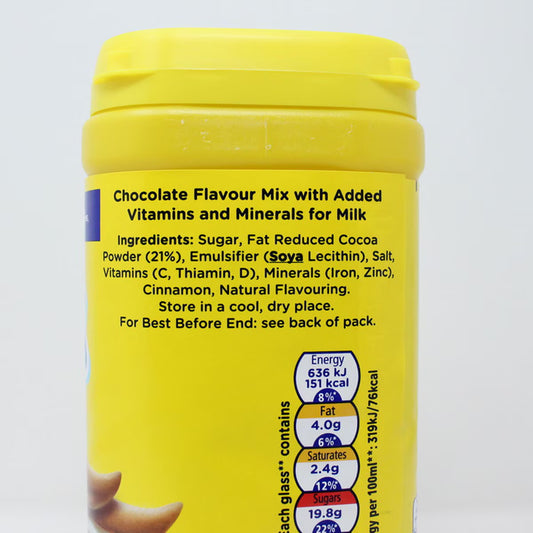 Chocolate Flavour Mix with Added
Vitamins and Minerals for Milk
Ingredients: Sugar, Fat Reduced Cocoa
Powder (21%), Emulsifier (Soya Lecithin), Salt,
Vitamins (C, Thiamin, D), Minerals (Iron, Zinc),
Cinnamon, Natural Flavouring.
Store in a cool, dry place.
For Best Before End: see back of pack.
Each glass** contains
Energy
636 kJ
151 kcal
8%*
Fat
4.0g
6%*
Saturates
2.4g
12%*
Sugars
19.8g
22%*
per 100ml**: 319kJ/76kcal